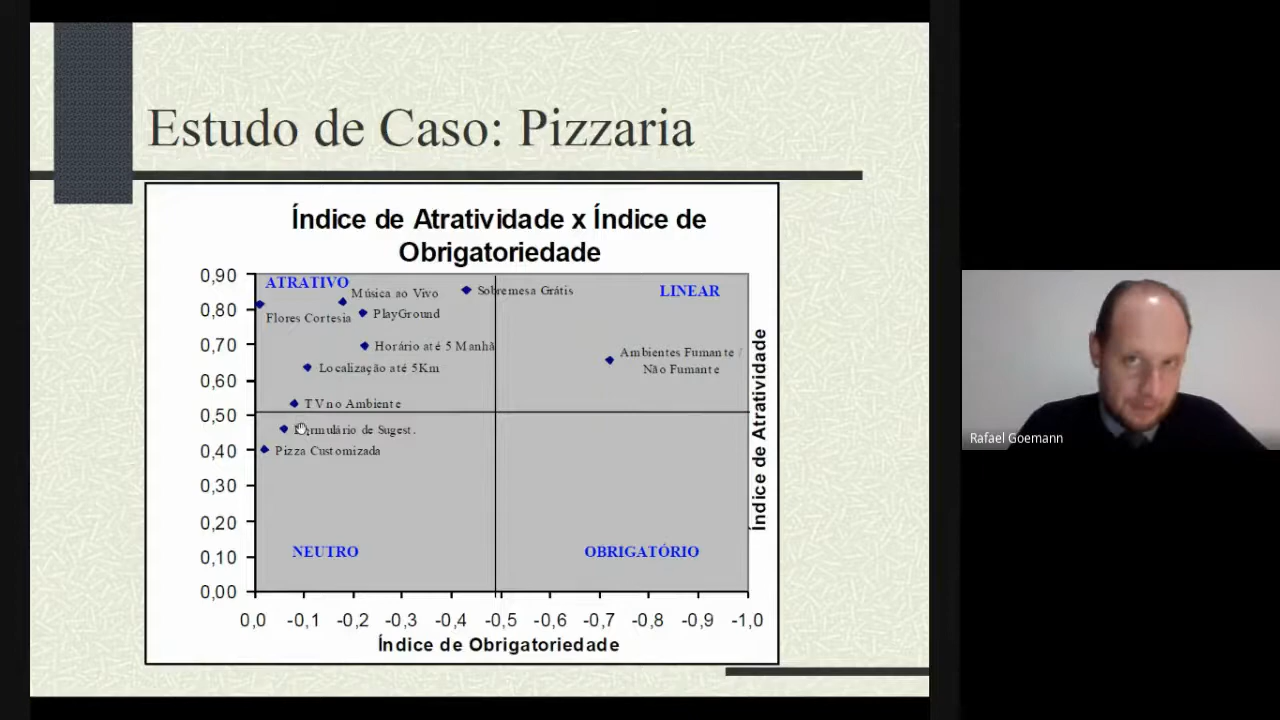 Estudo de Caso: Pizzaria
Índice de Atratividade x Índice de
Obrigatoriedade
0,90
0,80
0,70
0,60
0,50
0,40
0,30
0,20
0,10
0,00
ATRATIVO
LINEAR
Música ao Vivo
Sobremesa Grátis
Flores Cortesia
PlayGround
Horário até 5 Manhã
Ambientes Fumante /
Não Fumante
Localização até 5Km
TV no Ambiente
Formulário de Sugest.
Pizza Customizada
NEUTRO
OBRIGATÓRIO
0,0 -0,1 -0,2 -0,3 -0,4 -0,5 -0,6 -0,7 -0,8 -0,9 -1,0
Índice de Obrigatoriedade
Índice de Atratividade
Rafael Goemann